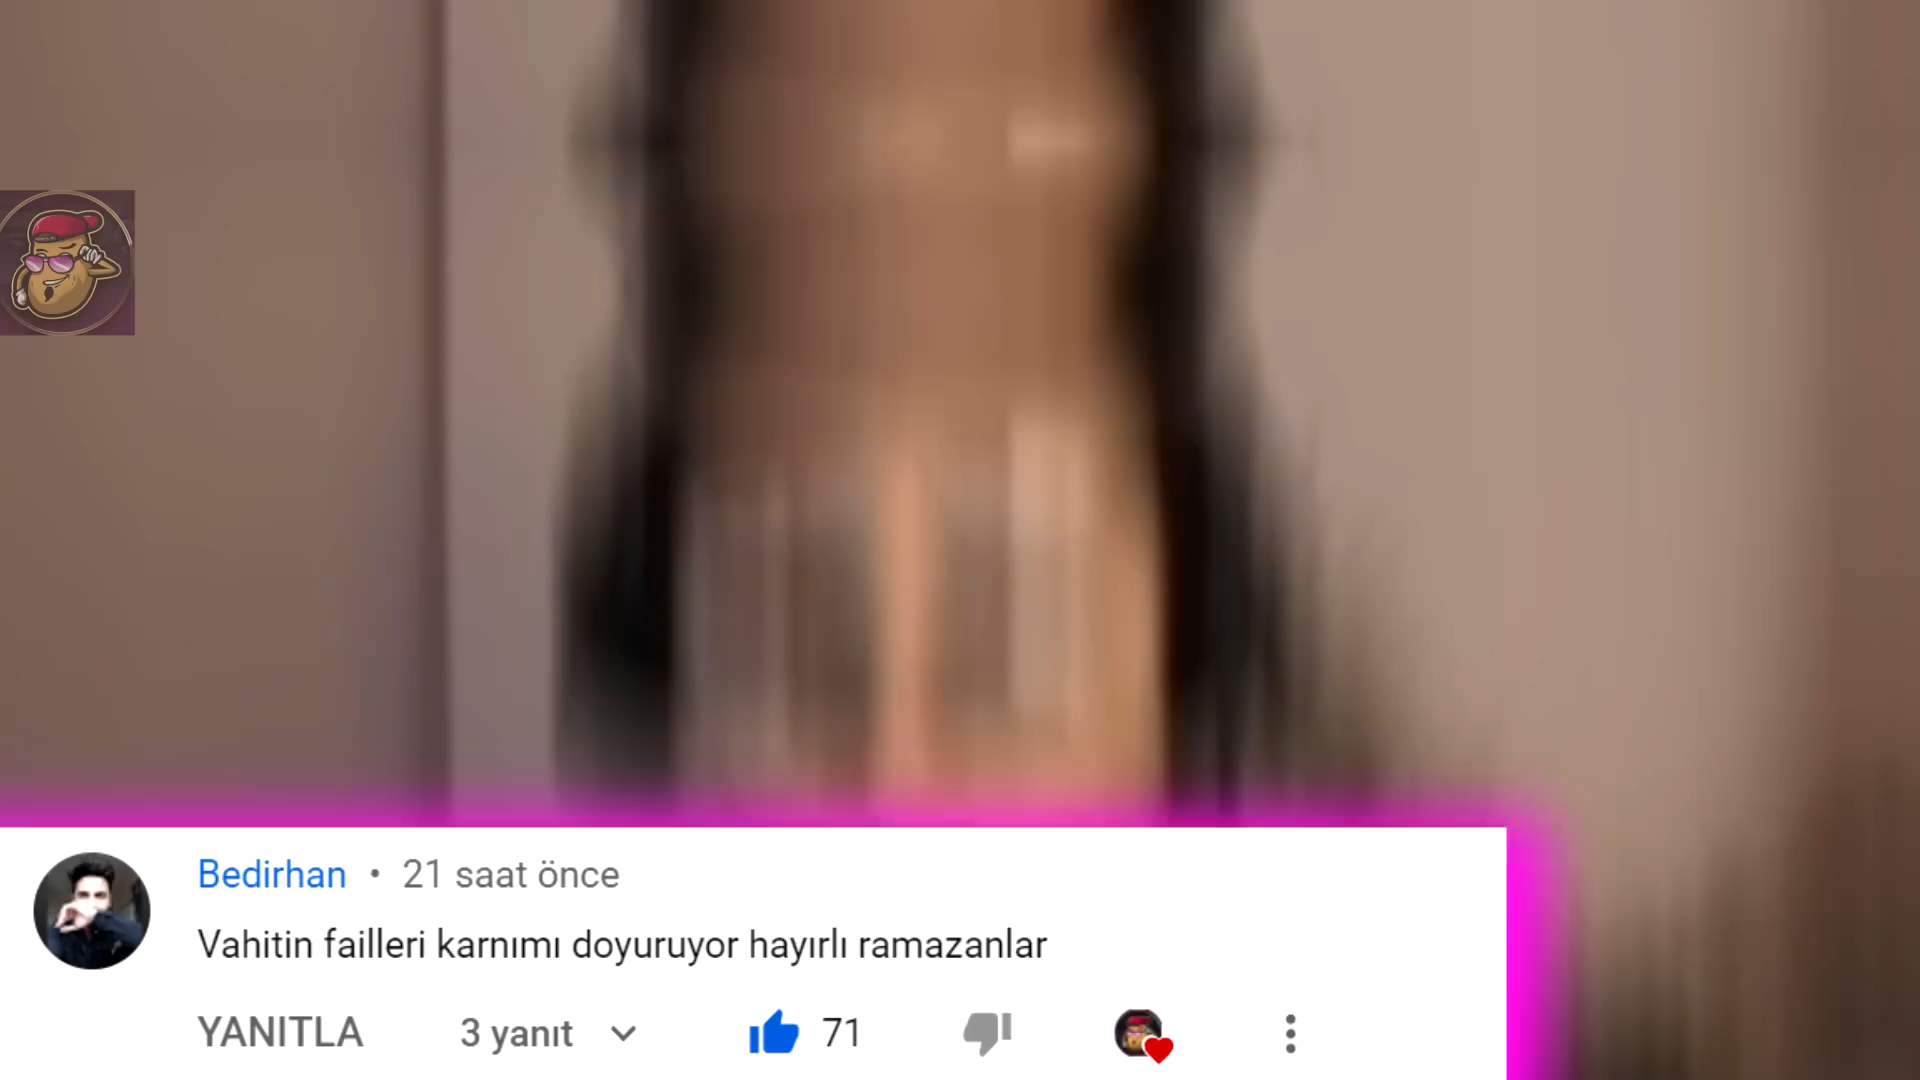 Bedirhan • 21 saat önce
Vahitin failleri karnımı doyuruyor hayırlı ramazanlar
YANITLA 3 yanıt 71